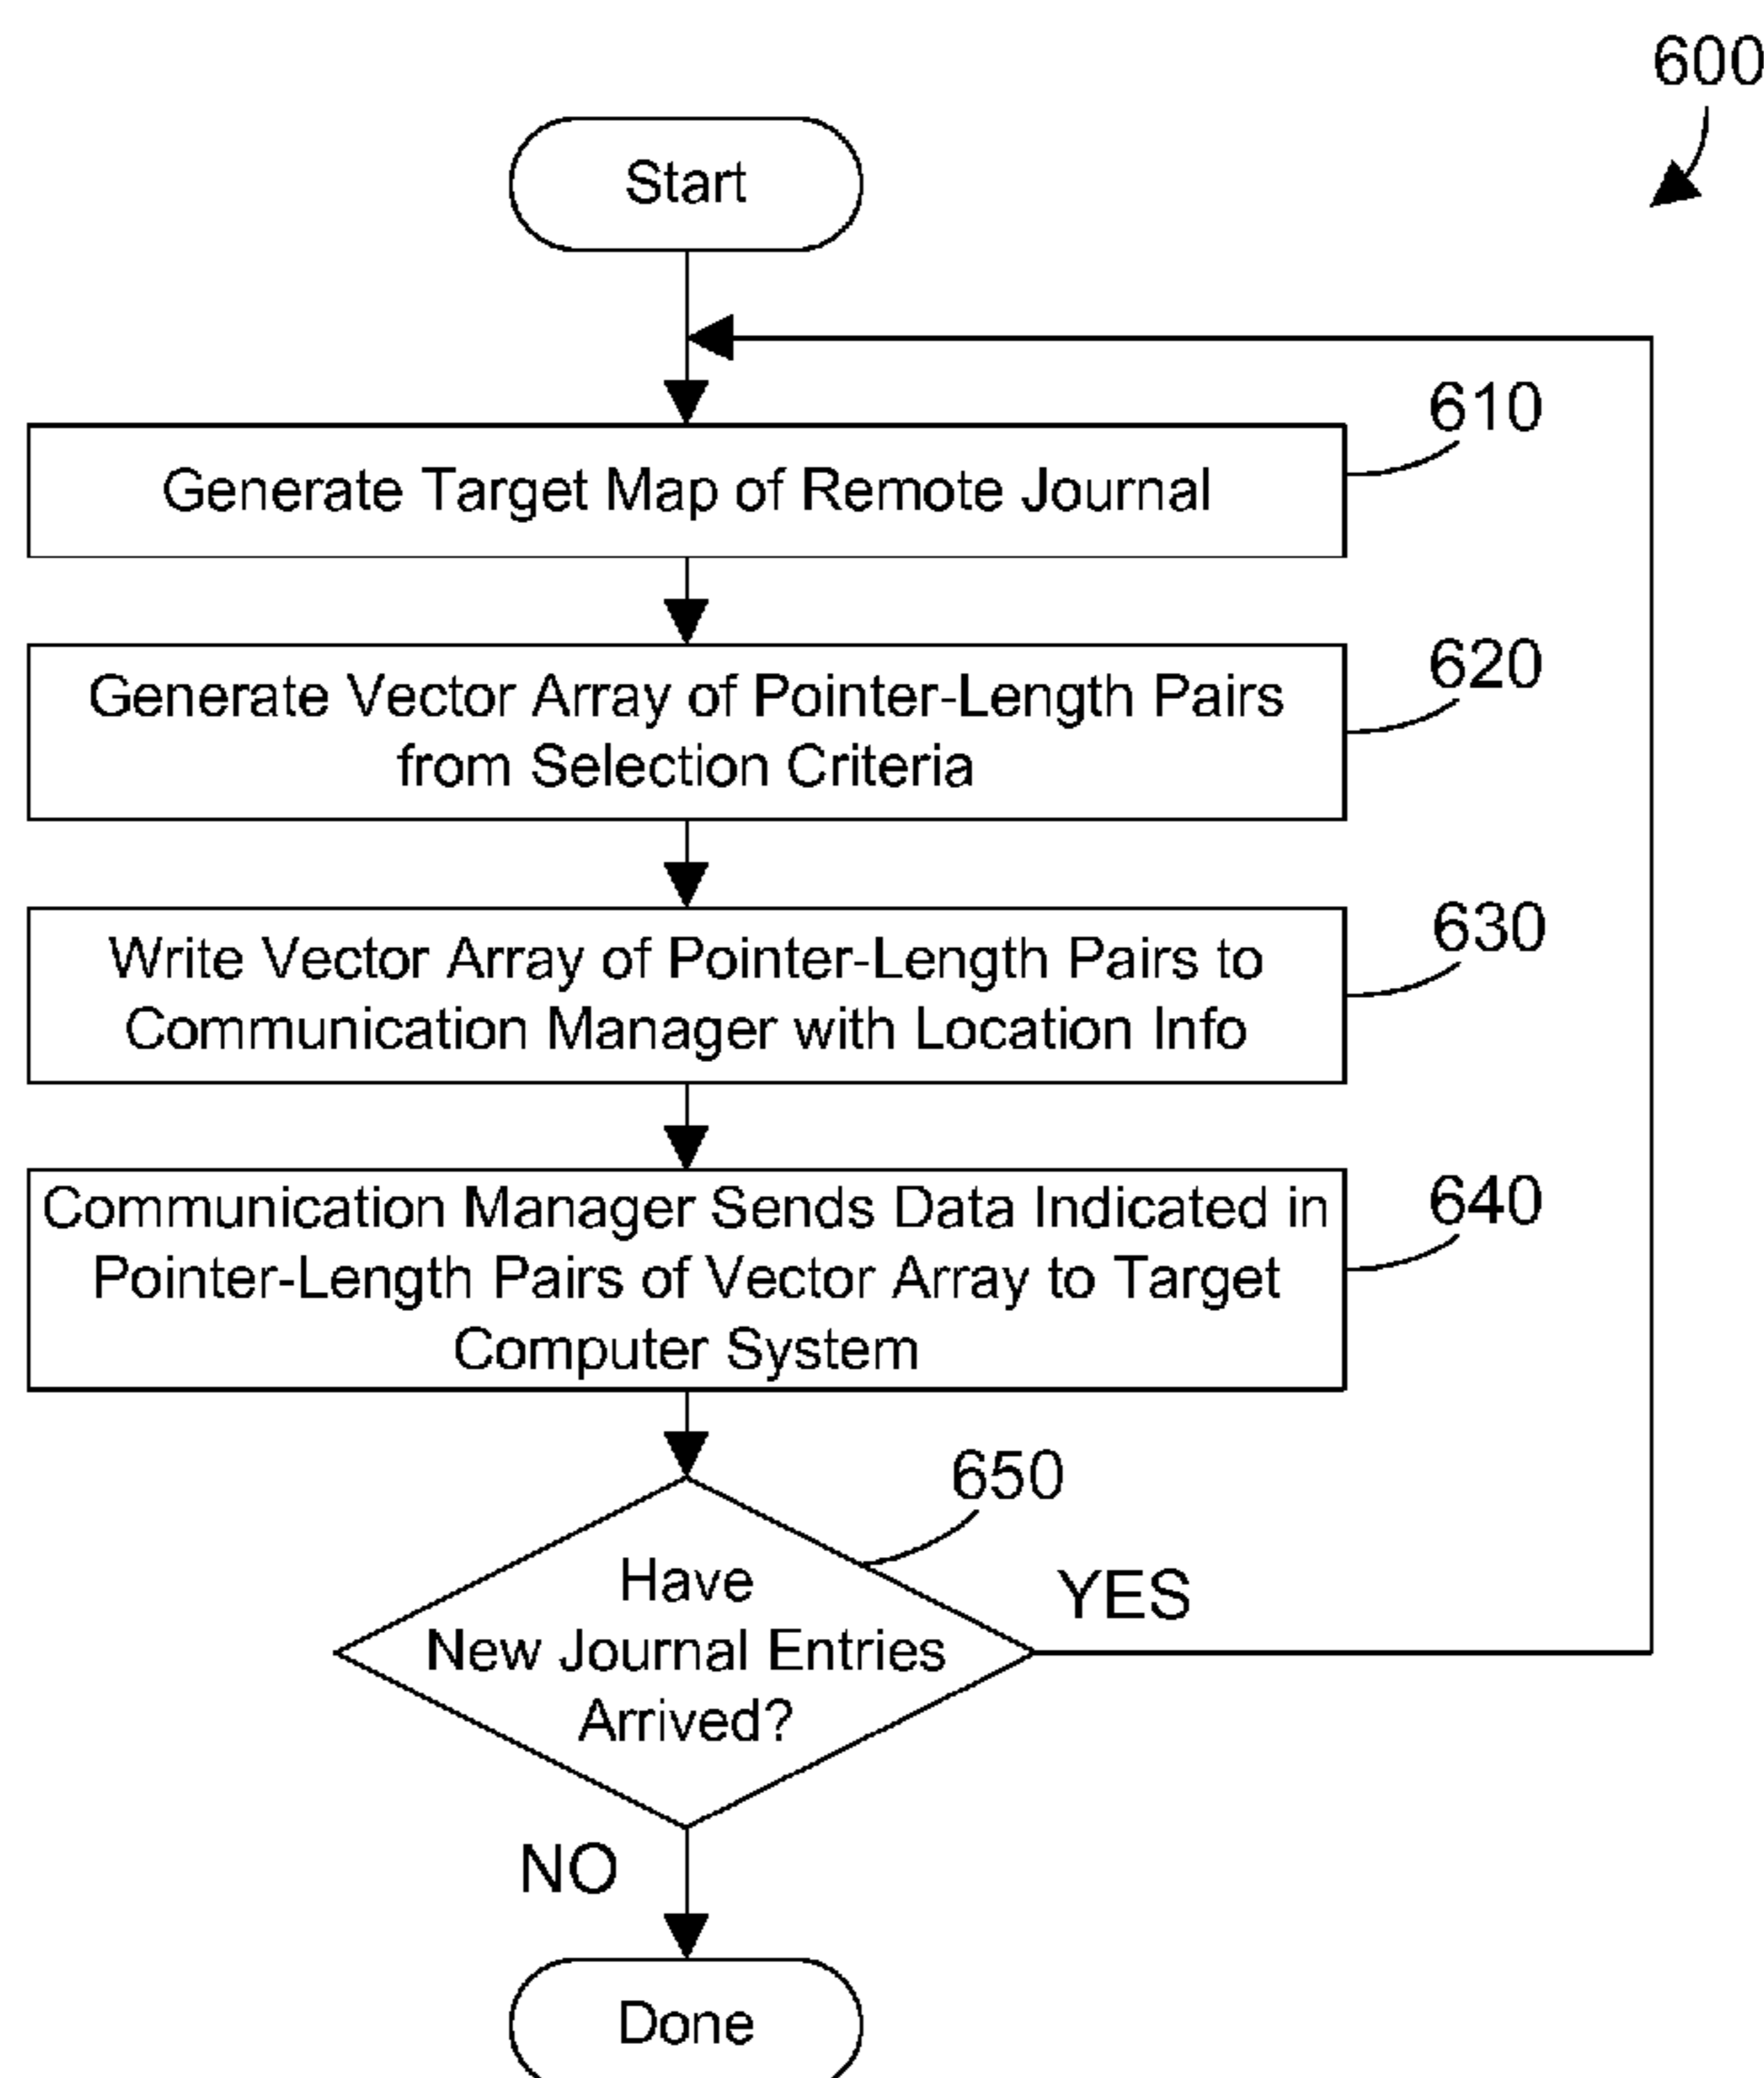 600
Start
610
Generate Target Map of Remote Journal
620
Generate Vector Array of Pointer-Length Pairs
from Selection Criteria
630
Write Vector Array of Pointer-Length Pairs to
Communication Manager with Location Info
640
Communication Manager Sends Data Indicated in
Pointer-Length Pairs of Vector Array to Target
Computer System
650
Have
New Journal Entries
Arrived?
YES
NO
Done